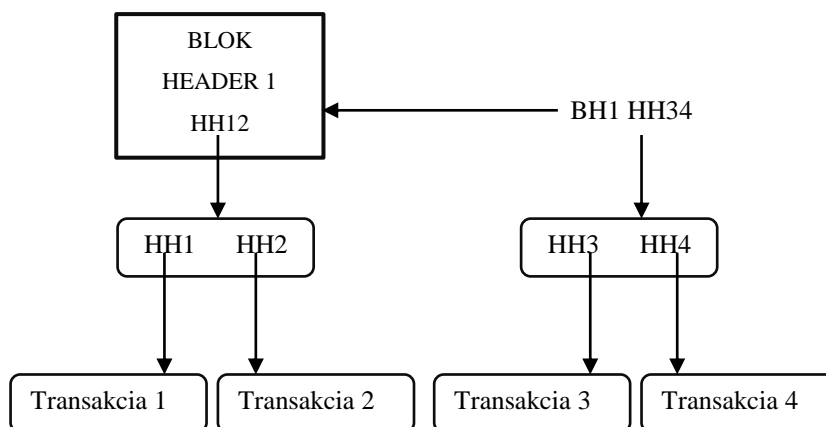 BLOK
HEADER 1
HH12
BH1 HH34
HH1 HH2
HH3 HH4
Transakcia 1
Transakcia 2
Transakcia 3
Transakcia 4